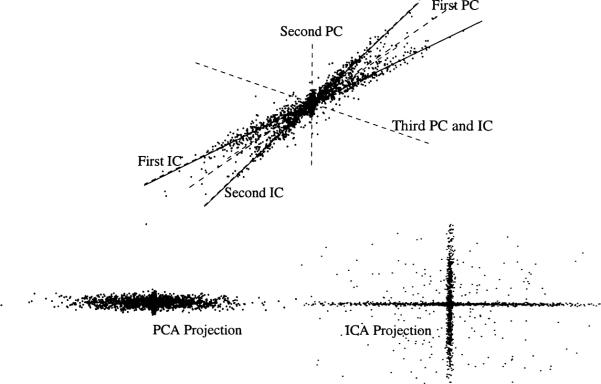 First PC
Second PC
Third PC and IC
First IC
Second IC
PCA Projection
ICA Projection